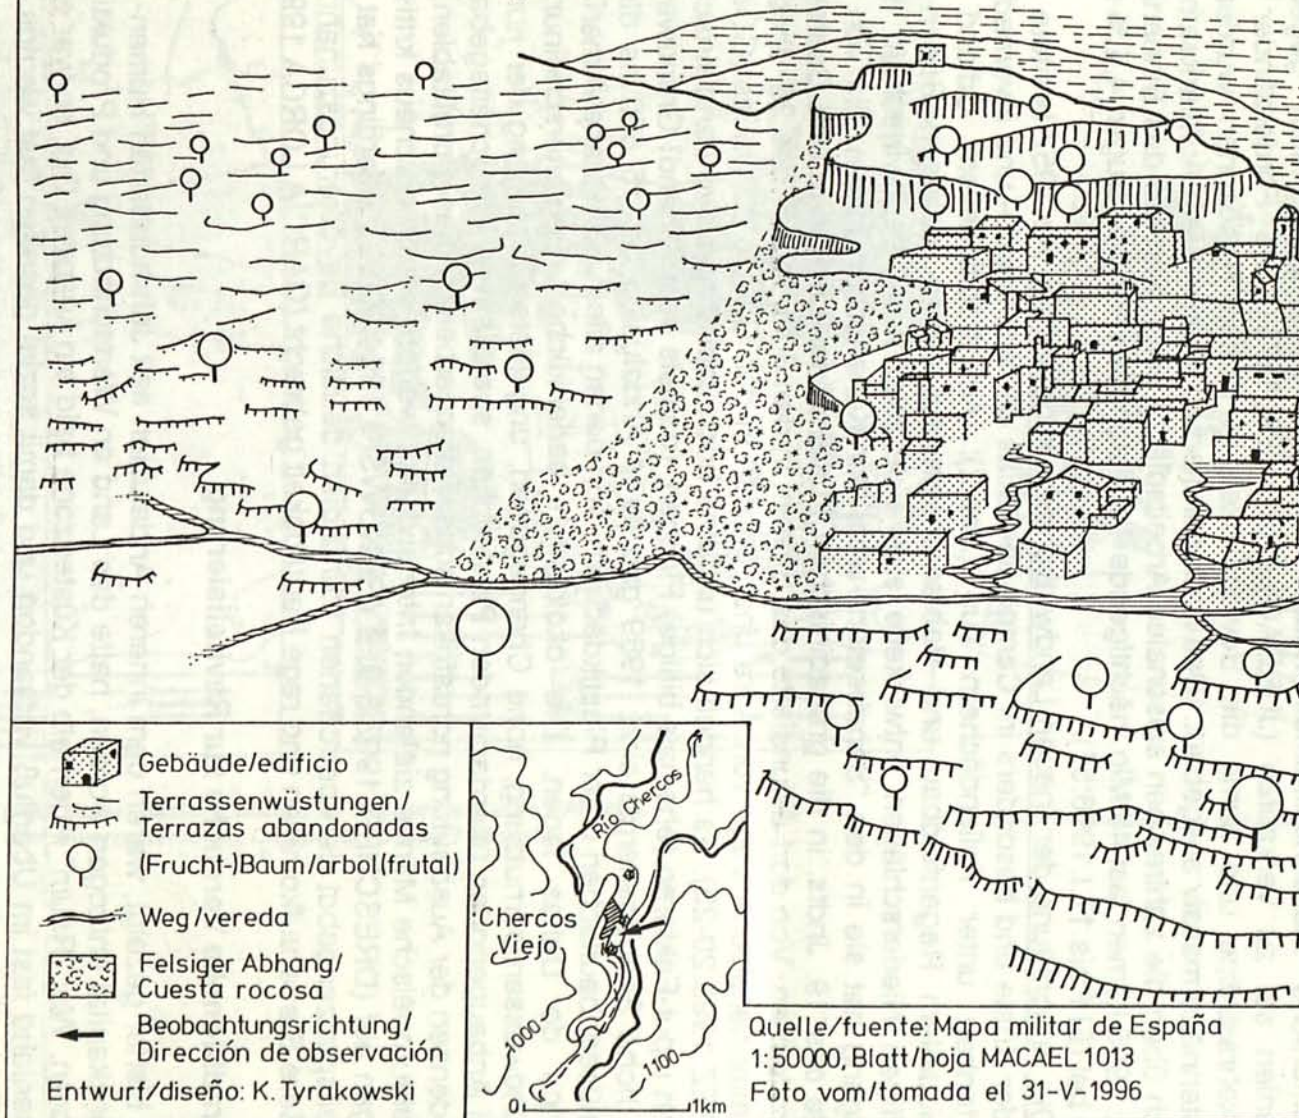 Gebäude/edificio
Terrassenwüstungen/
Terrazas abandonadas
(Frucht-)Baum/arbol(frutal)
Weg/vereda
Felsiger Abhang/
Cuesta rocosa
Beobachtungsrichtung/
Dirección de observación
Entwurf/diseño: K. Tyrakowski
Río Chercos
Chercos
Viejo
1000
1100
0 1km
Quelle/fuente: Mapa militar de España
1:50000, Blatt/hoja MACAEL 1013
Foto vom/tomada el 31-V-1996